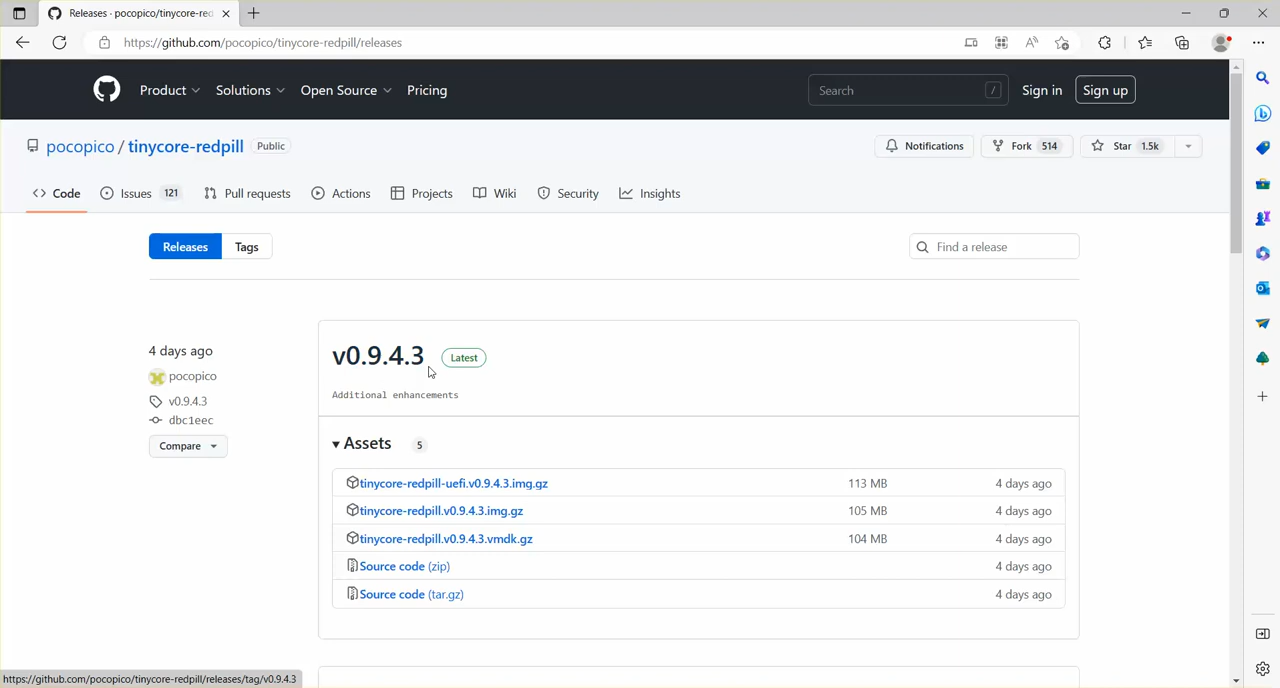 Releases · pocopico/tinycore-red
https://github.com/pocopico/tinycore-redpill/releases
Product Solutions Open Source Pricing
Search /
Sign in Sign up
pocopico / tinycore-redpill Public
Notifications Fork 514 Star 1.5k
Code Issues 121 Pull requests Actions Projects Wiki Security Insights
Releases Tags
Find a release
4 days ago
pocopico
v0.9.4.3
dbc1eec
Compare
v0.9.4.3 Latest
Additional enhancements
Assets 5
tinycore-redpill-uefi.v0.9.4.3.img.gz 113 MB 4 days ago
tinycore-redpill.v0.9.4.3.img.gz 105 MB 4 days ago
tinycore-redpill.v0.9.4.3.vmdk.gz 104 MB 4 days ago
Source code (zip) 4 days ago
Source code (tar.gz) 4 days ago
https://github.com/pocopico/tinycore-redpill/releases/tag/v0.9.4.3